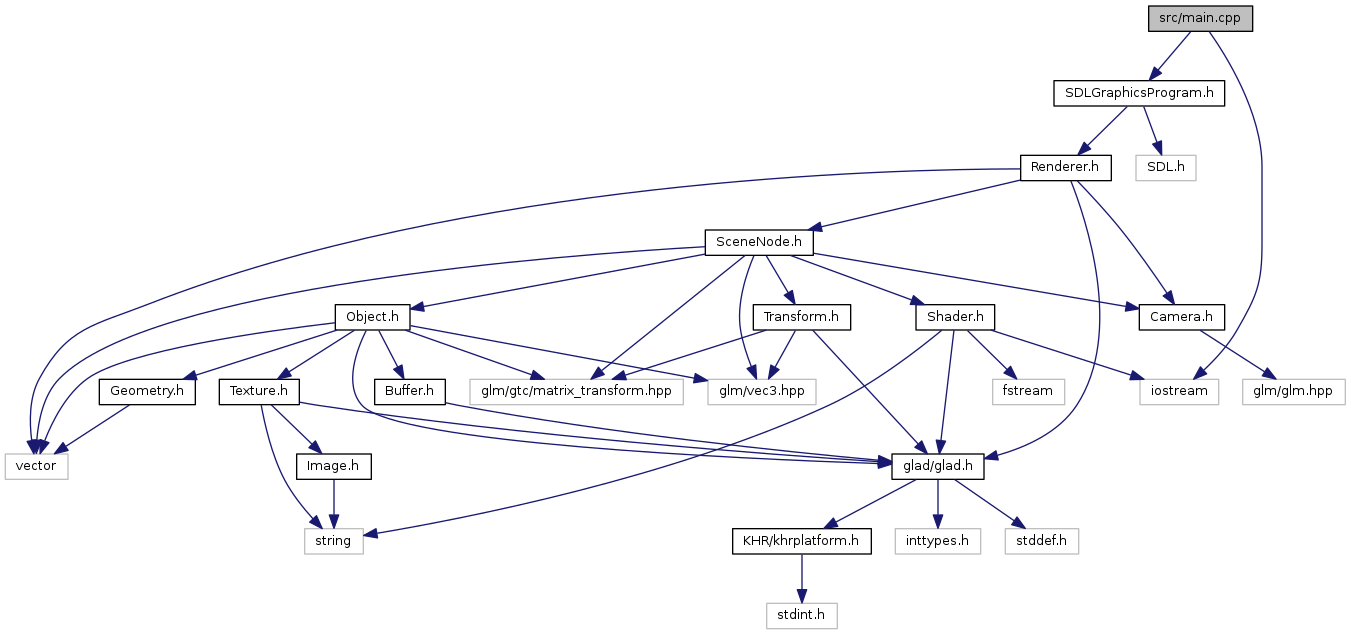 src/main.cpp
SDLGraphicsProgram.h
Renderer.h
SDL.h
SceneNode.h
Object.h
Transform.h
Shader.h
Camera.h
Geometry.h
Texture.h
Buffer.h
glm/gtc/matrix_transform.hpp
glm/vec3.hpp
fstream
iostream
glm/glm.hpp
vector
Image.h
glad/glad.h
string
KHR/khrplatform.h
inttypes.h
stddef.h
stdint.h